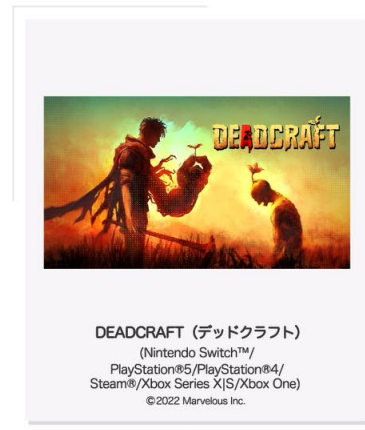 DEADCRAFT
DEADCRAFT（デッドクラフト）
(Nintendo Switch™/
PlayStation®5/PlayStation®4/
Steam®/Xbox Series X|S/Xbox One)
©2022 Marvelous Inc.